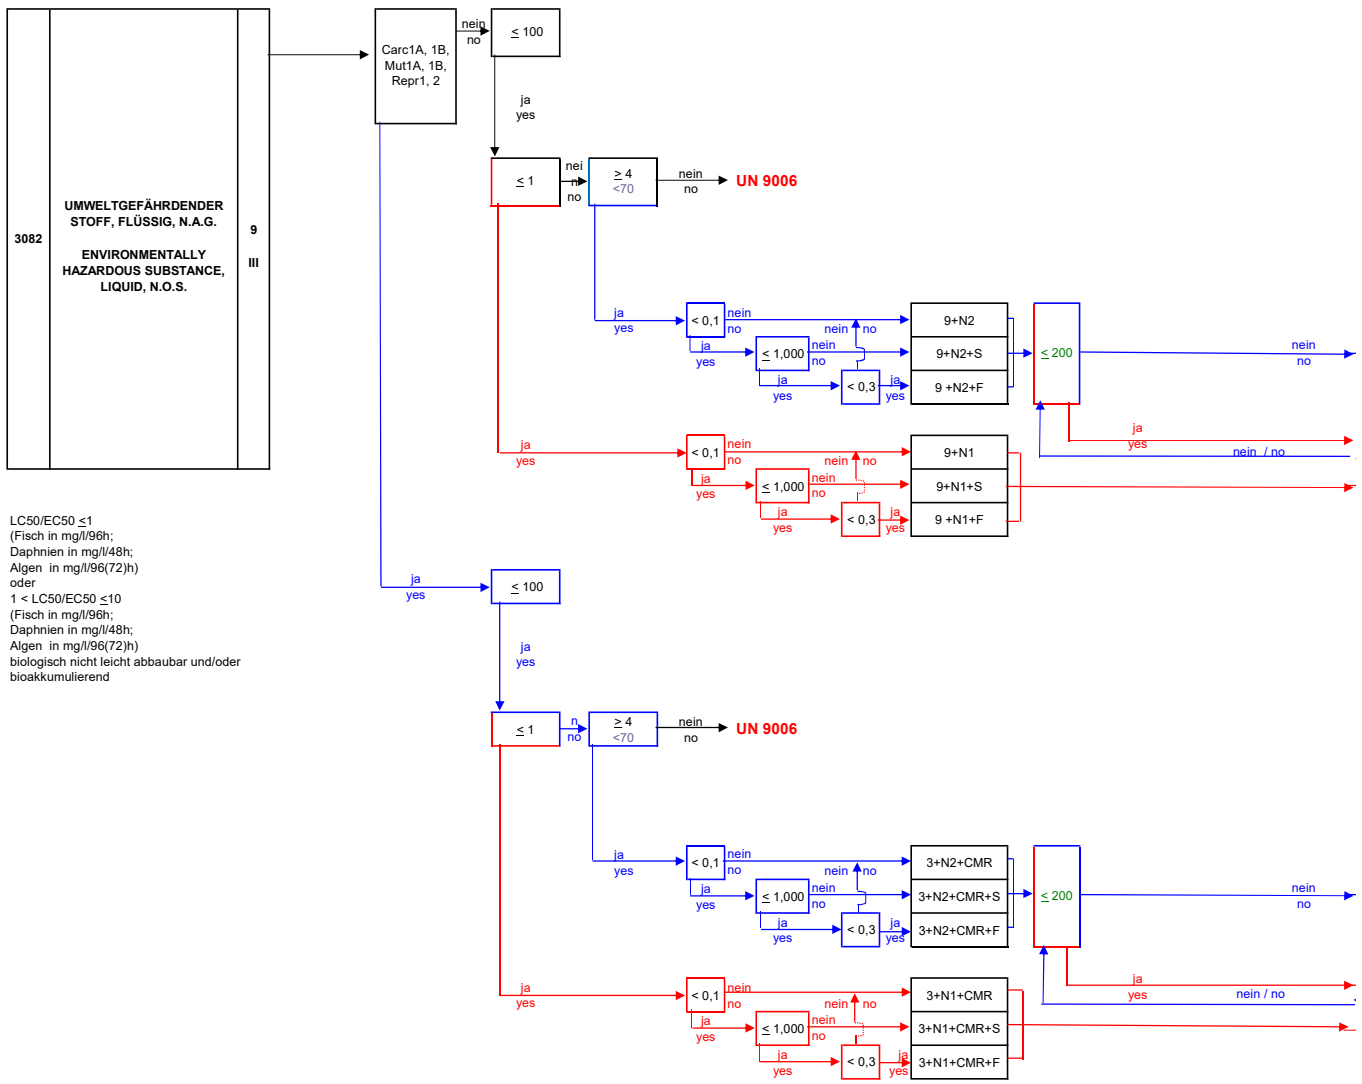 3082
UMWELTGEFÄHRDENDER
STOFF, FLÜSSIG, N.A.G.
ENVIRONMENTALLY
HAZARDOUS SUBSTANCE,
LIQUID, N.O.S.
9
III
Carc1A, 1B,
Mut1A, 1B,
Repr1, 2
nein
no
≤ 100
ja
yes
≤ 1
nei
n
no
≥ 4
<70
nein
no
UN 9006
ja
yes
< 0,1
nein
no
ja
yes
≤ 1,000
nein
no
ja
yes
< 0,3
nein
no
ja
yes
9+N2
9+N2+S
9 +N2+F
≤ 200
nein
no
ja
yes
nein / no
ja
yes
< 0,1
nein
no
ja
yes
≤ 1,000
nein
no
ja
yes
< 0,3
nein
no
ja
yes
9+N1
9+N1+S
9 +N1+F
LC50/EC50 ≤1
(Fisch in mg/l/96h;
Daphnien in mg/l/48h;
Algen in mg/l/96(72)h)
oder
1 < LC50/EC50 ≤10
(Fisch in mg/l/96h;
Daphnien in mg/l/48h;
Algen in mg/l/96(72)h)
biologisch nicht leicht abbaubar und/oder
bioakkumulierend
ja
yes
≤ 100
ja
yes
≤ 1
n
no
≥ 4
<70
nein
no
UN 9006
ja
yes
< 0,1
nein
no
ja
yes
≤ 1,000
nein
no
ja
yes
< 0,3
nein
no
ja
yes
3+N2+CMR
3+N2+CMR+S
3+N2+CMR+F
≤ 200
nein
no
ja
yes
nein / no
ja
yes
< 0,1
nein
no
ja
yes
≤ 1,000
nein
no
ja
yes
< 0,3
nein
no
ja
yes
3+N1+CMR
3+N1+CMR+S
3+N1+CMR+F